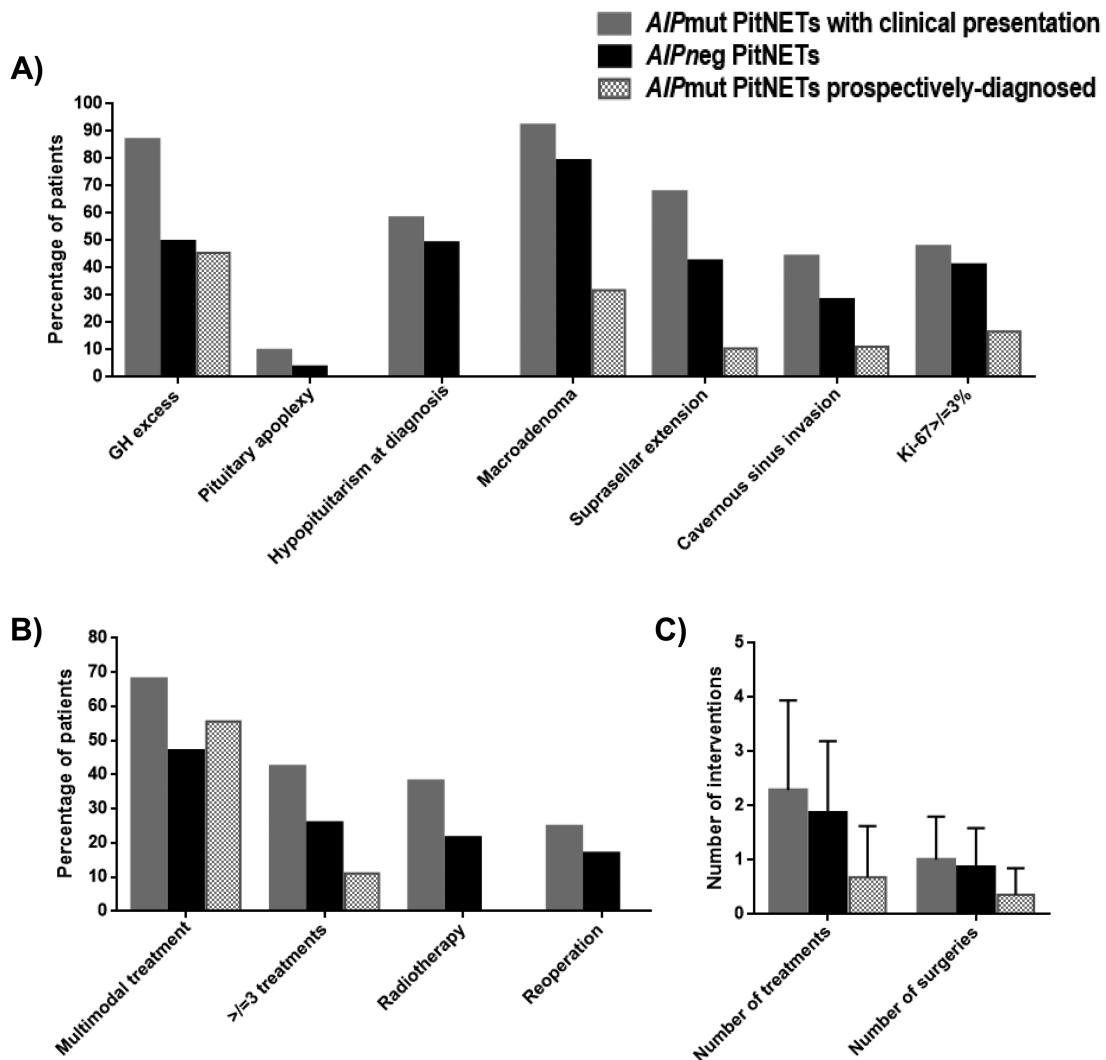 AIPmut PitNETs with clinical presentation
AIPneg PitNETs
AIPmut PitNETs prospectively-diagnosed
A)
Percentage of patients
100
90
80
70
60
50
40
30
20
10
0
GH excess
Pituitary apoplexy
Hypopituitarism at diagnosis
Macroadenoma
Suprasellar extension
Cavernous sinus invasion
Ki-67>/=3%
B)
Percentage of patients
80
70
60
50
40
30
20
10
0
Multimodal treatment
>/=3 treatments
Radiotherapy
Reoperation
C)
Number of interventions
5
4
3
2
1
0
Number of treatments
Number of surgeries